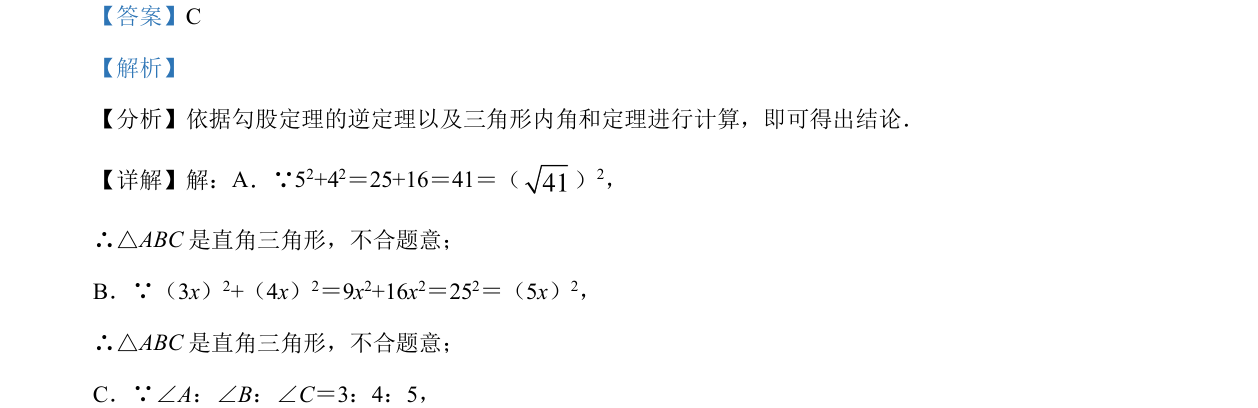 【答案】C
【解析】
【分析】依据勾股定理的逆定理以及三角形内角和定理进行计算，即可得出结论．
【详解】解：A．∵5²+4²＝25+16＝41＝（√41）²，
∴△ABC是直角三角形，不合题意；
B．∵（3x）²+（4x）²＝9x²+16x²＝25²＝（5x）²，
∴△ABC是直角三角形，不合题意；
C．∵∠A：∠B：∠C＝3：4：5，